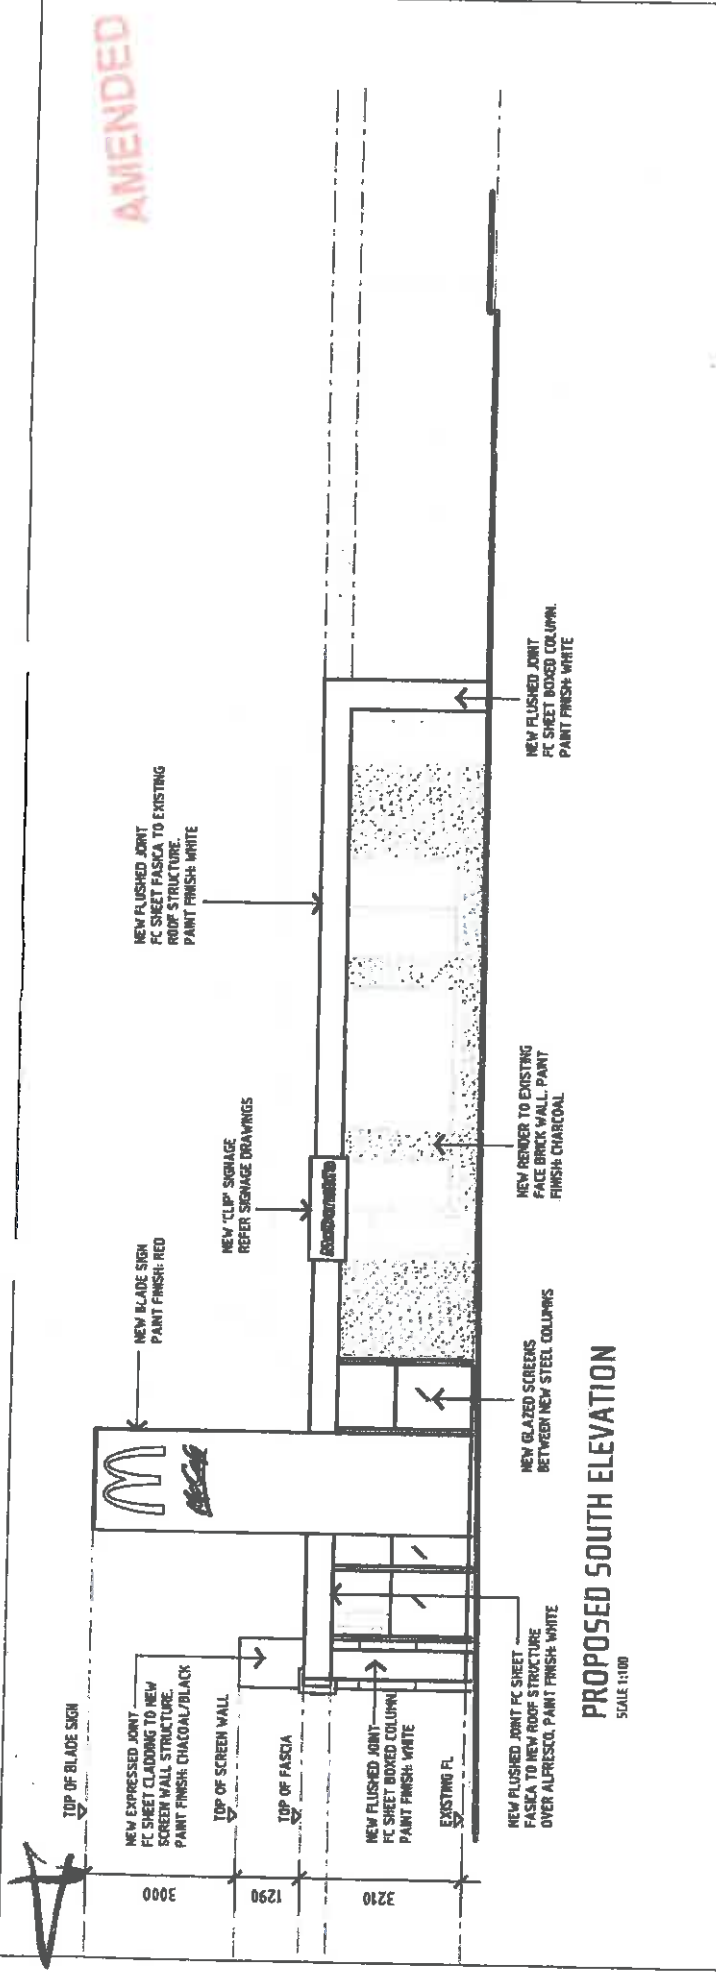 AMENDED
TOP OF BLADE SIGN
NEW EXPRESSED JOINT
FC SHEET CLADDING TO NEW
SCREEN WALL STRUCTURE.
PAINT FINISH: CHACOAL/BLACK
TOP OF SCREEN WALL
TOP OF FASCIA
NEW FLUSHED JOINT
FC SHEET BOXED COLUMN.
PAINT FINISH: WHITE
EXISTING FL
3000
1290
3210
NEW BLADE SIGN
PAINT FINISH: RED
McCafé
NEW 'CLIP' SIGNAGE
REFER SIGNAGE DRAWINGS
McDonald's
NEW FLUSHED JOINT
FC SHEET FASICA TO EXISTING
ROOF STRUCTURE.
PAINT FINISH: WHITE
NEW FLUSHED JOINT FC SHEET
FASICA TO NEW ROOF STRUCTURE
OVER ALFRESCO, PAINT FINISH: WHITE
NEW GLAZED SCREENS
BETWEEN NEW STEEL COLUMNS
NEW RENDER TO EXISTING
FACE BRICK WALL. PAINT
FINISH: CHARCOAL
NEW FLUSHED JOINT
FC SHEET BOXED COLUMN.
PAINT FINISH: WHITE
PROPOSED SOUTH ELEVATION
SCALE 1:100